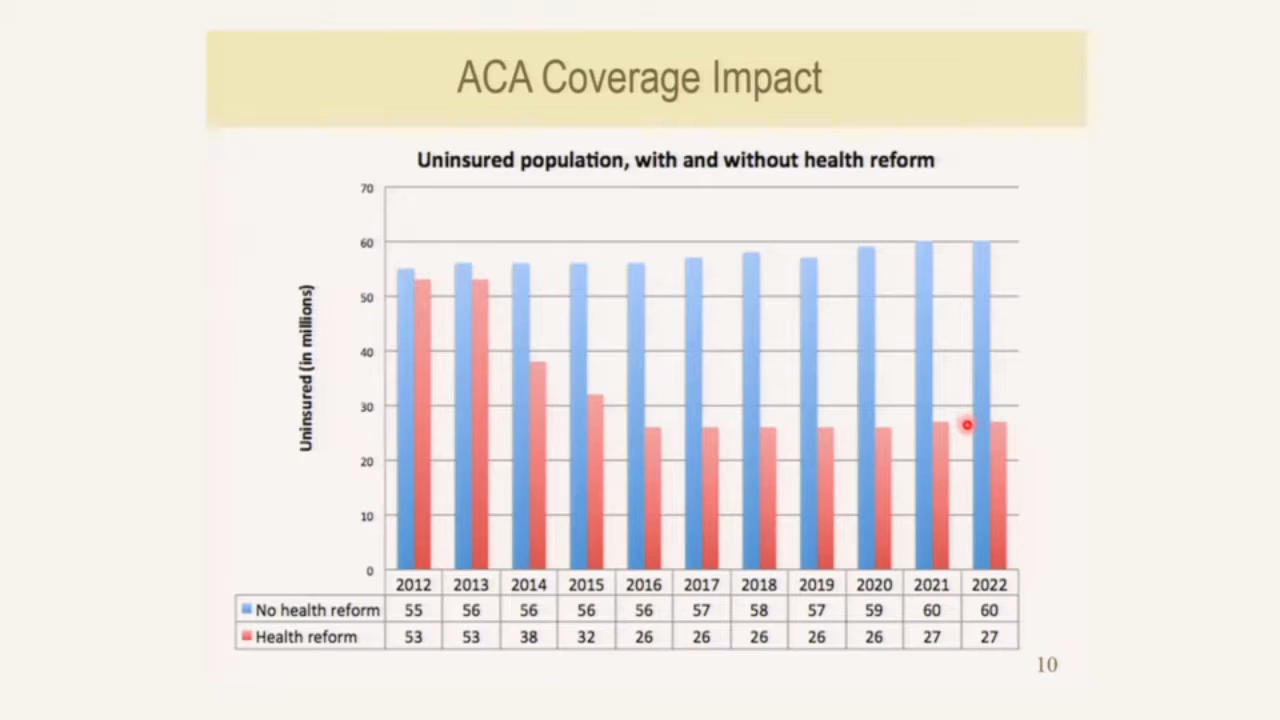 ACA Coverage Impact
Uninsured population, with and without health reform
Uninsured (in millions)
70
60
50
40
30
20
10
0
2012 2013 2014 2015 2016 2017 2018 2019 2020 2021 2022
No health reform 55 56 56 56 56 57 58 57 59 60 60
Health reform 53 53 38 32 26 26 26 26 26 27 27
10